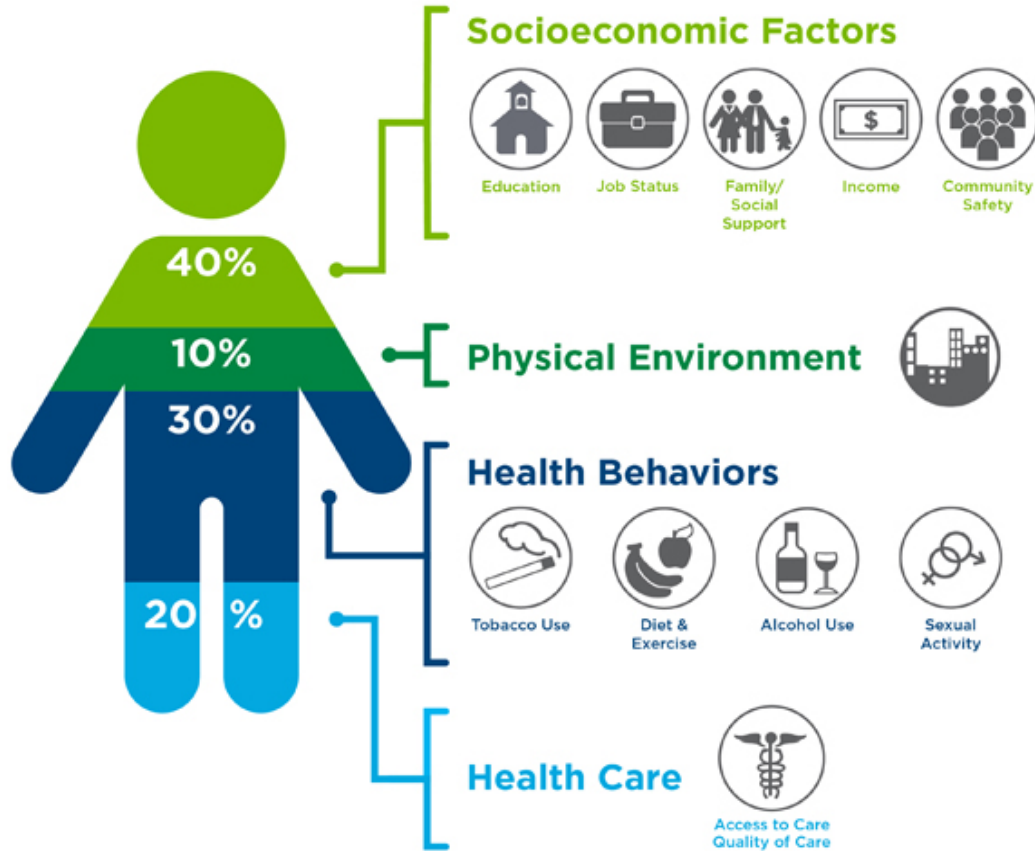 Socioeconomic Factors
$
Education
Job Status
Family/
Social
Support
Income
Community
Safety
40%
10%
Physical Environment
30%
Health Behaviors
Tobacco Use
Diet &
Exercise
Alcohol Use
Sexual
Activity
20 %
Health Care
Access to Care
Quality of Care